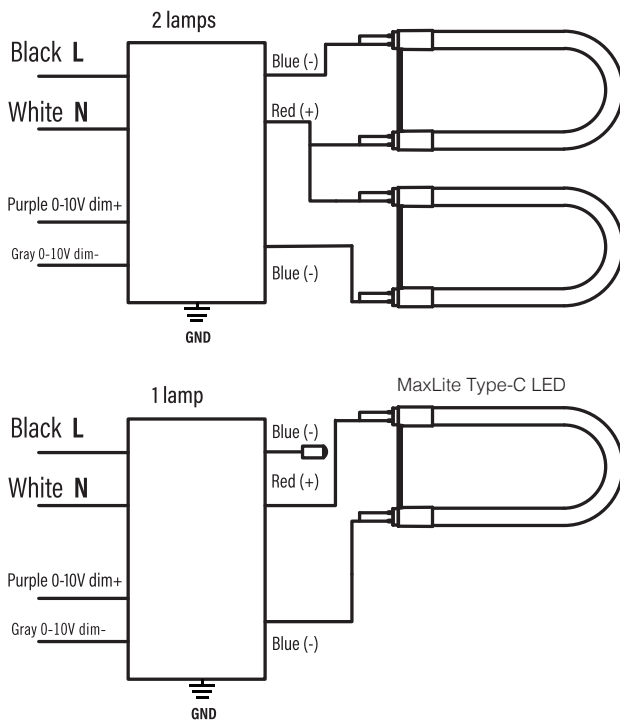 2 lamps
Black L
Blue (-)
White N
Red (+)
Purple 0-10V dim+
Gray 0-10V dim-
Blue (-)
GND
MaxLite Type-C LED
1 lamp
Black L
Blue (-)
White N
Red (+)
Purple 0-10V dim+
Gray 0-10V dim-
Blue (-)
GND